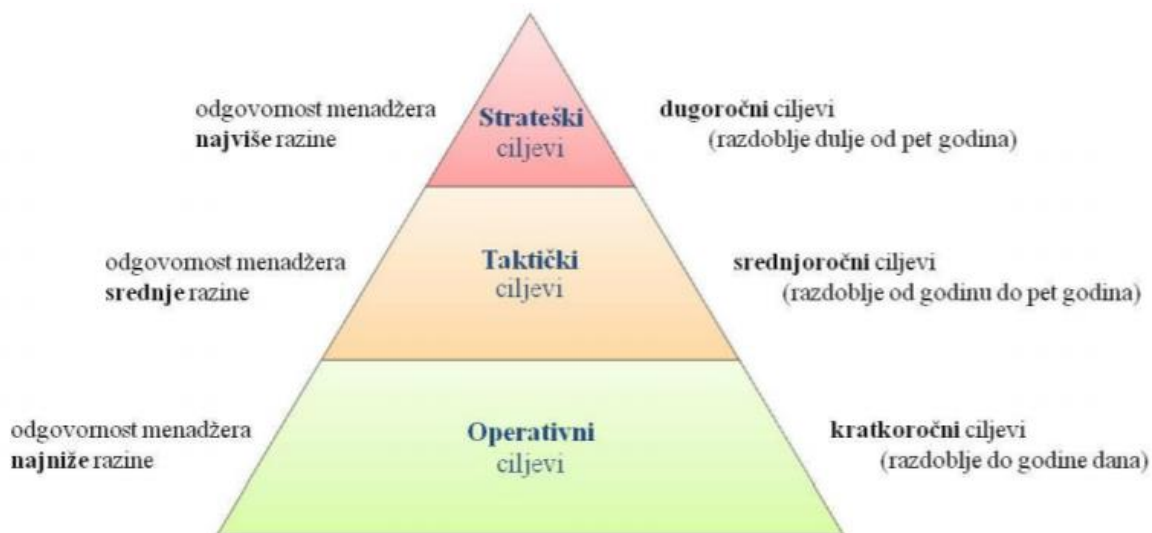 odgovornost menadžera
najviše razine
Strateški
ciljevi
dugoročni ciljevi
(razdoblje dulje od pet godina)
odgovornost menadžera
srednje razine
Taktički
ciljevi
srednjoročni ciljevi
(razdoblje od godinu do pet godina)
odgovornost menadžera
najniže razine
Operativni
ciljevi
kratkoročni ciljevi
(razdoblje do godine dana)